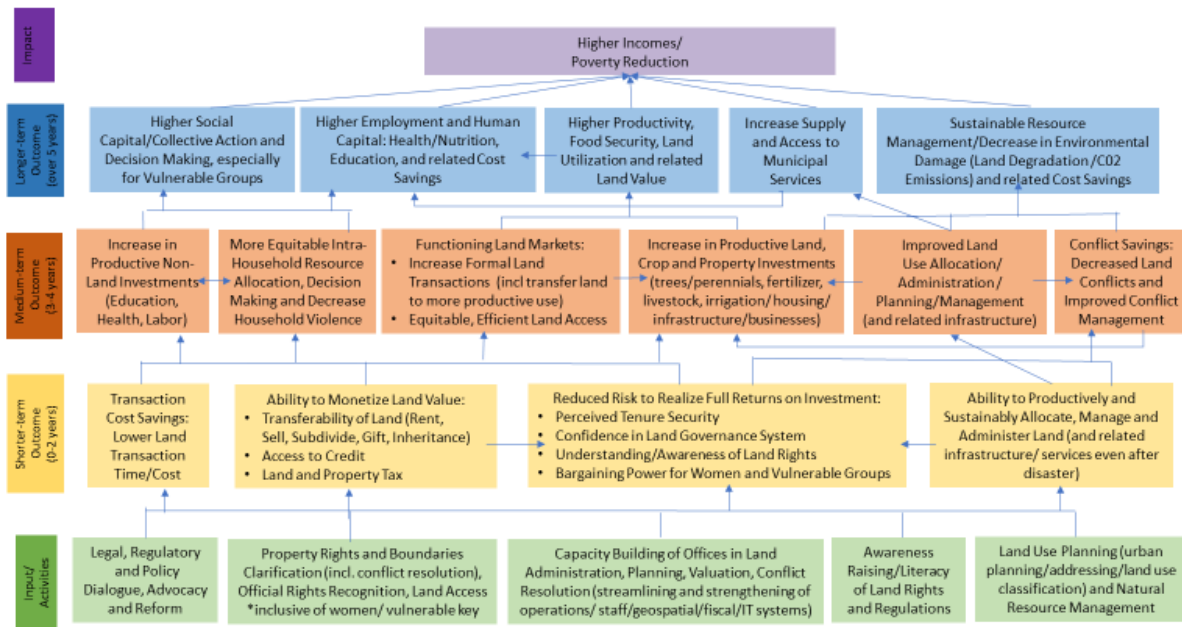 Impact
Higher Incomes/
Poverty Reduction
Longer-term
Outcome
(over 5 years)
Higher Social
Capital/Collective Action and
Decision Making, especially
for Vulnerable Groups
Higher Employment and Human
Capital: Health/Nutrition,
Education, and related Cost
Savings
Higher Productivity,
Food Security, Land
Utilization and related
Land Value
Increase Supply
and Access to
Municipal
Services
Sustainable Resource
Management/Decrease in Environmental
Damage (Land Degradation /C02
Emissions) and related Cost Savings
Medium-term
Outcome
(3-4 years)
Increase in
Productive Non-
Land Investments
(Education,
Health, Labor)
More Equitable Intra-
Household Resource
Allocation, Decision
Making and Decrease
Household Violence
Functioning Land Markets:
• Increase Formal Land
Transactions (incl transfer land
to more productive use)
• Equitable, Efficient Land Access
Increase in Productive Land,
Crop and Property Investments
(trees/perennials, fertilizer,
livestock, irrigation/ housing/
infrastructure/businesses)
Improved Land
Use Allocation/
Administration/
Planning/Management
(and related infrastructure)
Conflict Savings:
Decreased Land
Conflicts and
Improved Conflict
Management
Shorter-term
Outcome
(0-2 years)
Transaction
Cost Savings:
Lower Land
Transaction
Time/Cost
Ability to Monetize Land Value:
• Transferability of Land (Rent,
Sell, Subdivide, Gift, Inheritance)
• Access to Credit
• Land and Property Tax
Reduced Risk to Realize Full Returns on Investment:
• Perceived Tenure Security
• Confidence in Land Governance System
• Understanding/Awareness of Land Rights
• Bargaining Power for Women and Vulnerable Groups
Ability to Productively and
Sustainably Allocate, Manage and
Administer Land (and related
infrastructure/ services even after
disaster)
Input/
Activities
Legal, Regulatory
and Policy
Dialogue, Advocacy
and Reform
Property Rights and Boundaries
Clarification (incl. conflict resolution),
Official Rights Recognition, Land Access
*inclusive of women/ vulnerable key
Capacity Building of Offices in Land
Administration, Planning, Valuation, Conflict
Resolution (streamlining and strengthening of
operations/ staff/geospatial/fiscal/IT systems)
Awareness
Raising/Literacy
of Land Rights
and Regulations
Land Use Planning (urban
planning/addressing/land use
classification) and Natural
Resource Management